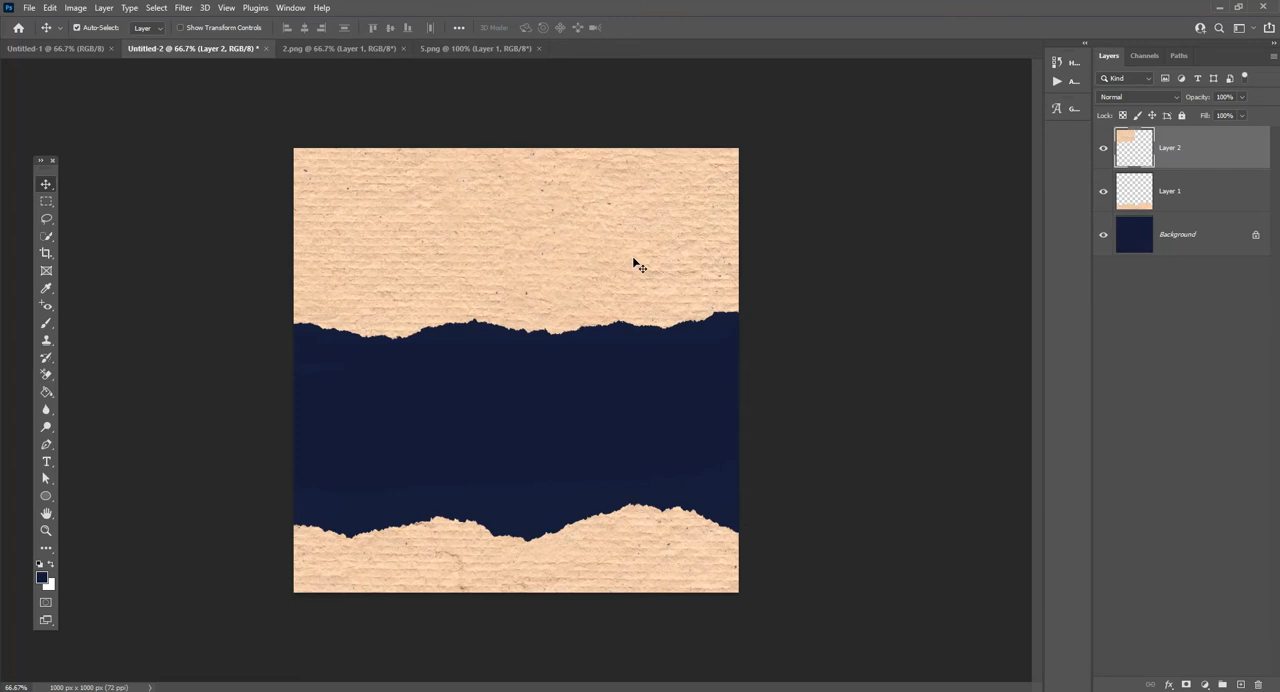 Ps File Edit Image Layer Type Select Filter 3D View Plugins Window Help
Auto-Select: Layer Show Transform Controls 3D Mode:
Untitled-1 @ 66.7% (RGB/8) × Untitled-2 @ 66.7% (Layer 2, RGB/8) * × 2.png @ 66.7% (Layer 1, RGB/8*) × 5.png @ 100% (Layer 1, RGB/8*) ×
Layers Channels Paths
H...
Kind
A...
Normal Opacity: 100%
G...
Lock: Fill: 100%
Layer 2
Layer 1
Background
T
66.67% 1000 px x 1000 px (72 ppi)
fx